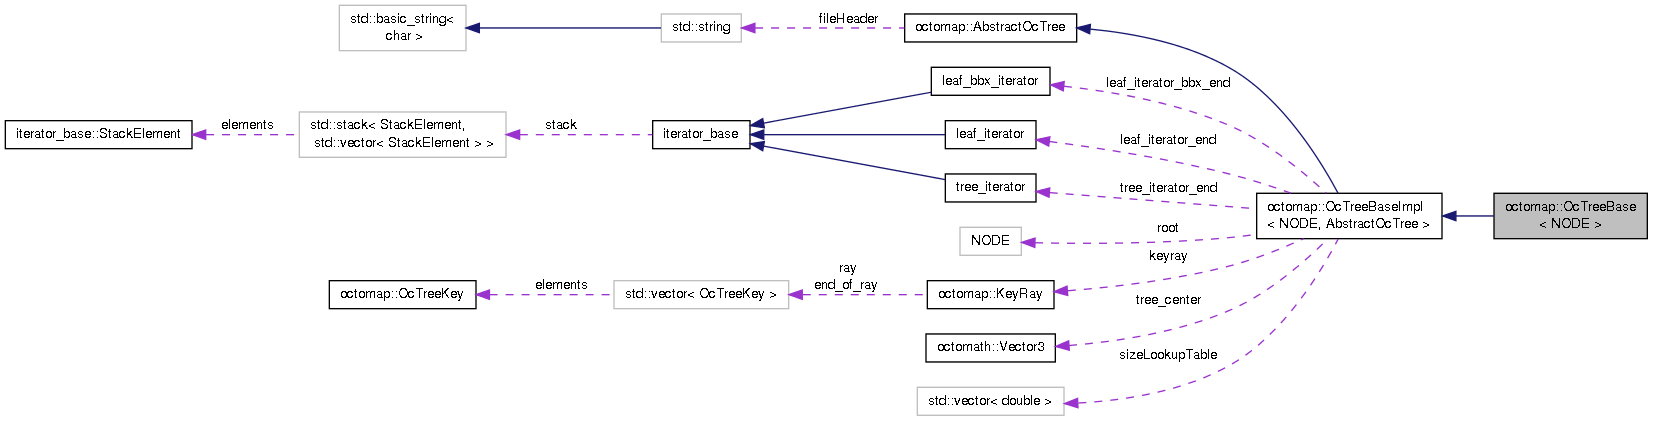 std::basic_string<
char >
std::string
fileHeader
octomap::AbstractOcTree
leaf_bbx_iterator
leaf_iterator_bbx_end
iterator_base::StackElement
elements
std::stack< StackElement,
std::vector< StackElement > >
stack
iterator_base
leaf_iterator
leaf_iterator_end
tree_iterator
tree_iterator_end
octomap::OcTreeBaseImpl
< NODE, AbstractOcTree >
octomap::OcTreeBase
< NODE >
NODE
root
keyray
octomap::OcTreeKey
elements
std::vector< OcTreeKey >
ray
end_of_ray
octomap::KeyRay
tree_center
octomath::Vector3
sizeLookupTable
std::vector< double >